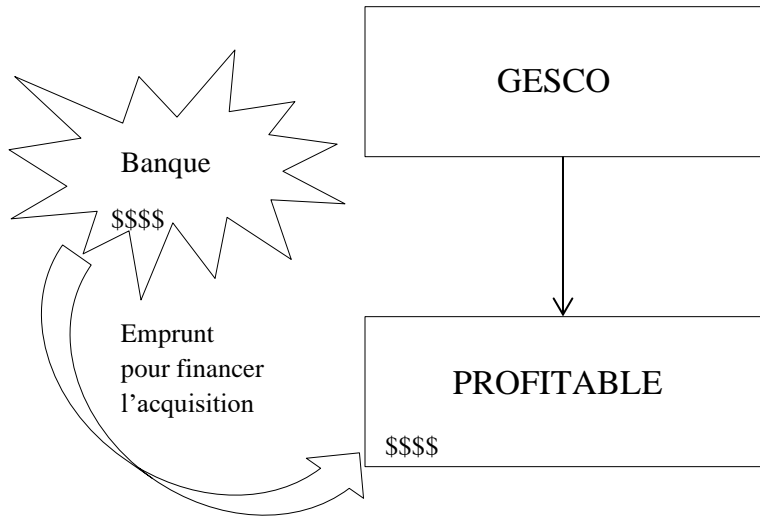 GESCO
Banque
$$$$
Emprunt
pour financer
l’acquisition
PROFITABLE
$$$$